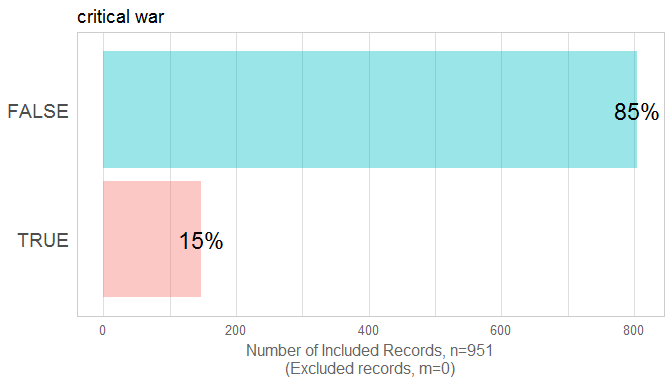 critical war
FALSE
85%
TRUE
15%
0 200 400 600 800
Number of Included Records, n=951
(Excluded records, m=0)